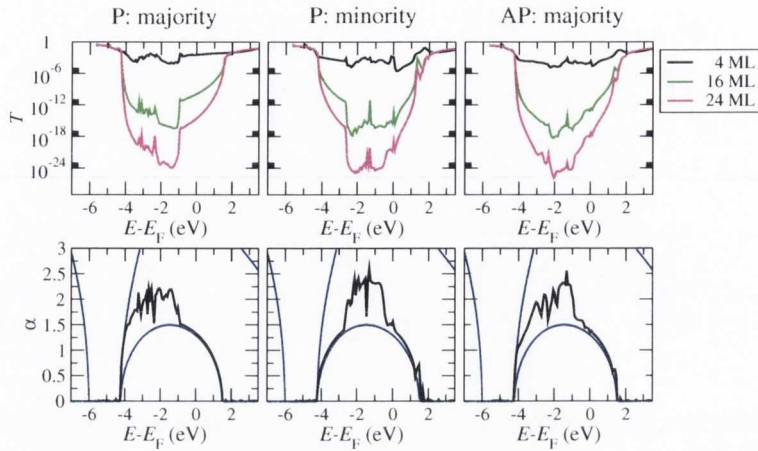 P: majority P: minority AP: majority
1
10^-6
10^-12
10^-18
10^-24
T
4 ML
16 ML
24 ML
-6 -4 -2 0 2 -6 -4 -2 0 2 -6 -4 -2 0 2
E-E_F (eV) E-E_F (eV) E-E_F (eV)
3
2.5
2
1.5
1
0.5
0
α
-6 -4 -2 0 2 -6 -4 -2 0 2 -6 -4 -2 0 2
E-E_F (eV) E-E_F (eV) E-E_F (eV)